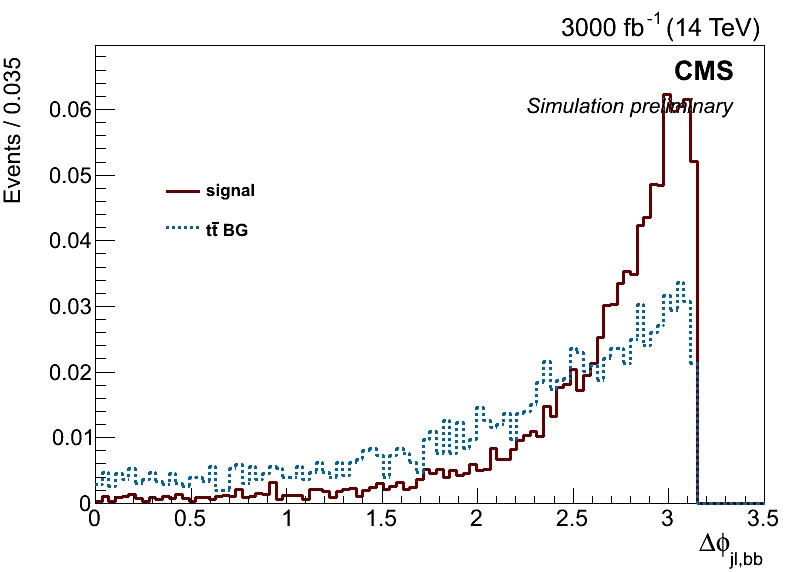 3000 fb⁻¹ (14 TeV)
CMS
Simulation preliminary
Events / 0.035
0.06
0.05
0.04
0.03
0.02
0.01
0
signal
tt̄ BG
0 0.5 1 1.5 2 2.5 3 3.5
Δϕjl,bb